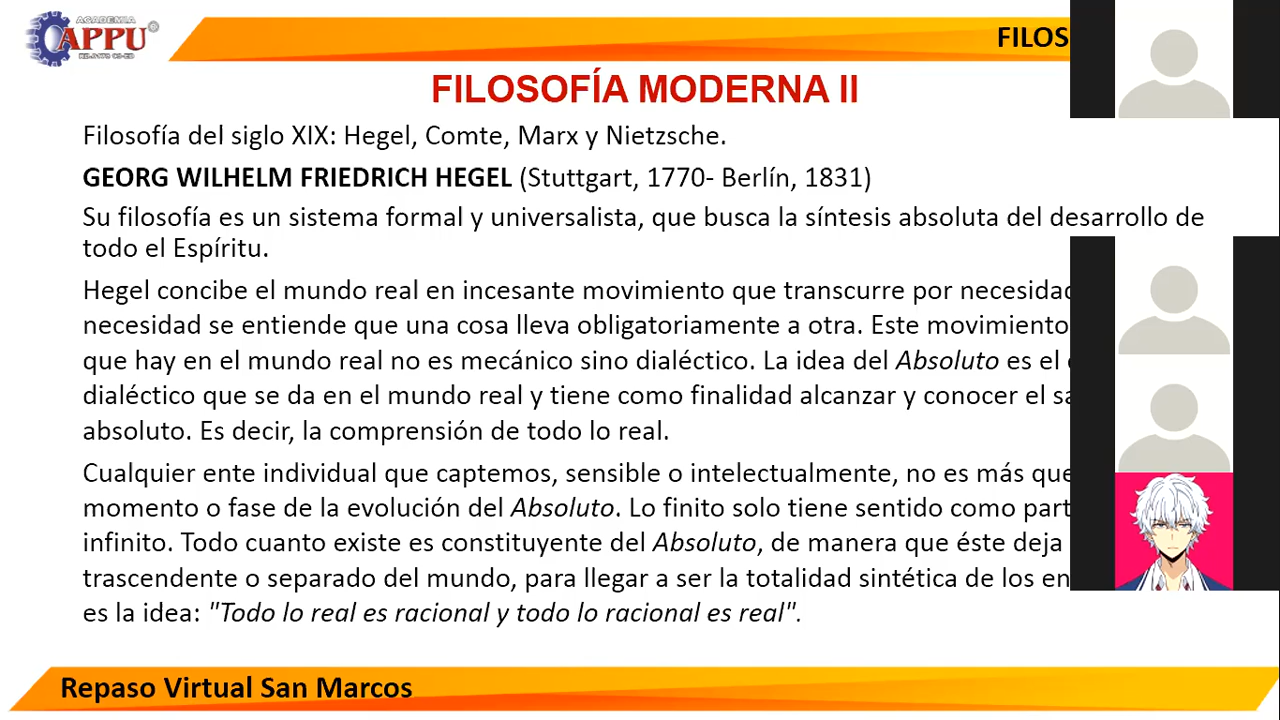 ACADEMIA
APPU
FILOS
FILOSOFÍA MODERNA II
Filosofía del siglo XIX: Hegel, Comte, Marx y Nietzsche.
GEORG WILHELM FRIEDRICH HEGEL (Stuttgart, 1770- Berlín, 1831)
Su filosofía es un sistema formal y universalista, que busca la síntesis absoluta del desarrollo de
todo el Espíritu.
Hegel concibe el mundo real en incesante movimiento que transcurre por necesidad
necesidad se entiende que una cosa lleva obligatoriamente a otra. Este movimiento
que hay en el mundo real no es mecánico sino dialéctico. La idea del Absoluto es el
dialéctico que se da en el mundo real y tiene como finalidad alcanzar y conocer el
absoluto. Es decir, la comprensión de todo lo real.
Cualquier ente individual que captemos, sensible o intelectualmente, no es más que
momento o fase de la evolución del Absoluto. Lo finito solo tiene sentido como part
infinito. Todo cuanto existe es constituyente del Absoluto, de manera que éste deja
trascendente o separado del mundo, para llegar a ser la totalidad sintética de los en
es la idea: "Todo lo real es racional y todo lo racional es real".
Repaso Virtual San Marcos